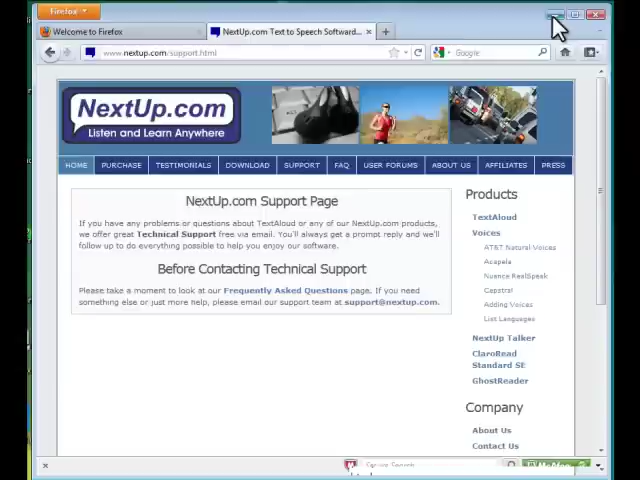 Firefox
Welcome to Firefox
NextUp.com Text to Speech Softward...
www.nextup.com/support.html
Google
NextUp.com
Listen and Learn Anywhere
HOME
PURCHASE
TESTIMONIALS
DOWNLOAD
SUPPORT
FAQ
USER FORUMS
ABOUT US
AFFILIATES
PRESS
NextUp.com Support Page
If you have any problems or questions about TextAloud or any of our NextUp.com products,
we offer great Technical Support free via email. You'll always get a prompt reply and we'll
follow up to do everything possible to help you enjoy our software.
Before Contacting Technical Support
Please take a moment to look at our Frequently Asked Questions page. If you need
something else or just more help, please email our support team at support@nextup.com.
Products
TextAloud
Voices
AT&T Natural Voices
Acapela
Nuance RealSpeak
Cepstral
Adding Voices
List Languages
NextUp Talker
ClaroRead
Standard SE
GhostReader
Company
About Us
Contact Us